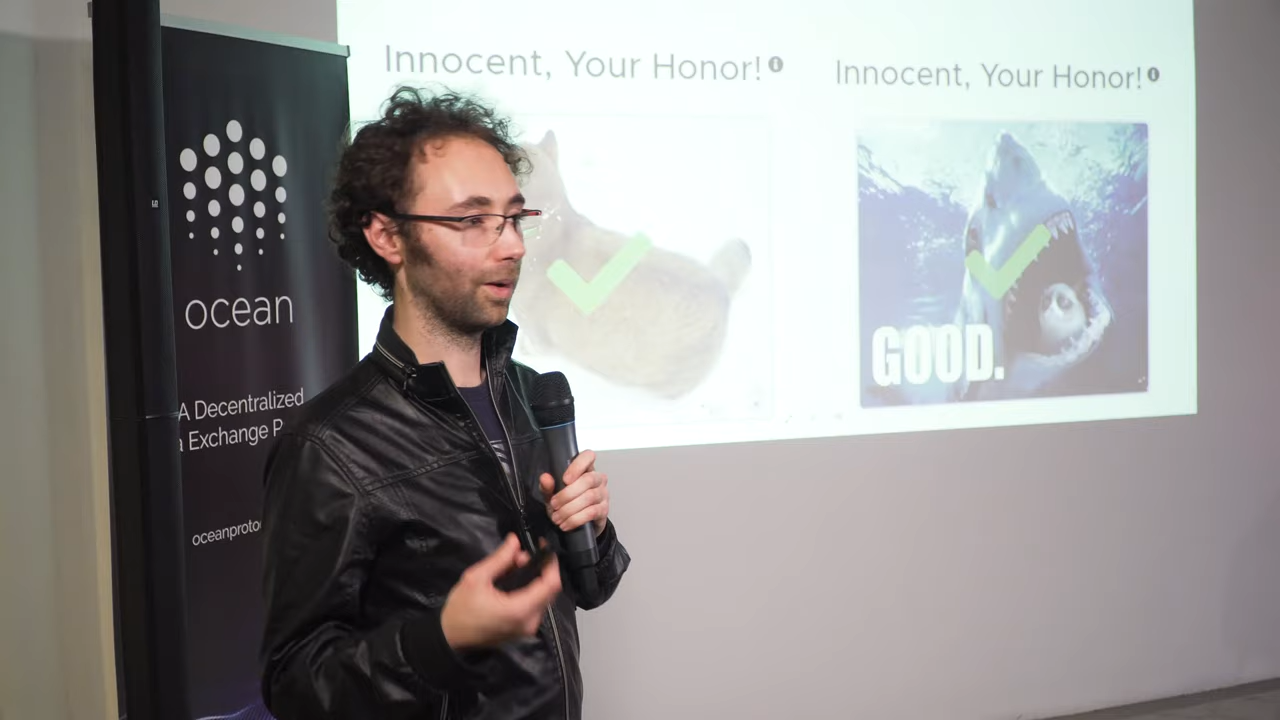 ocean
A Decentralized
a Exchange P
oceanproto
Innocent, Your Honor!
Innocent, Your Honor!
GOOD.